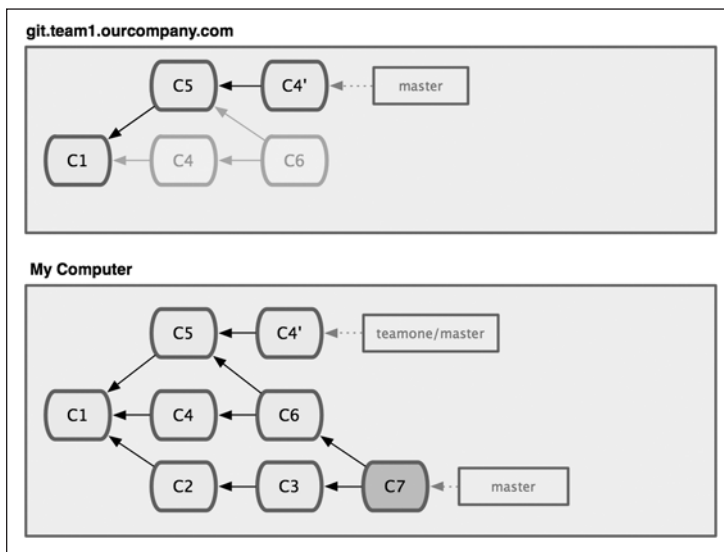 git.team1.ourcompany.com
C5 C4' master
C1 C4 C6
My Computer
C5 C4' teamone/master
C1 C4 C6
C2 C3 C7 master